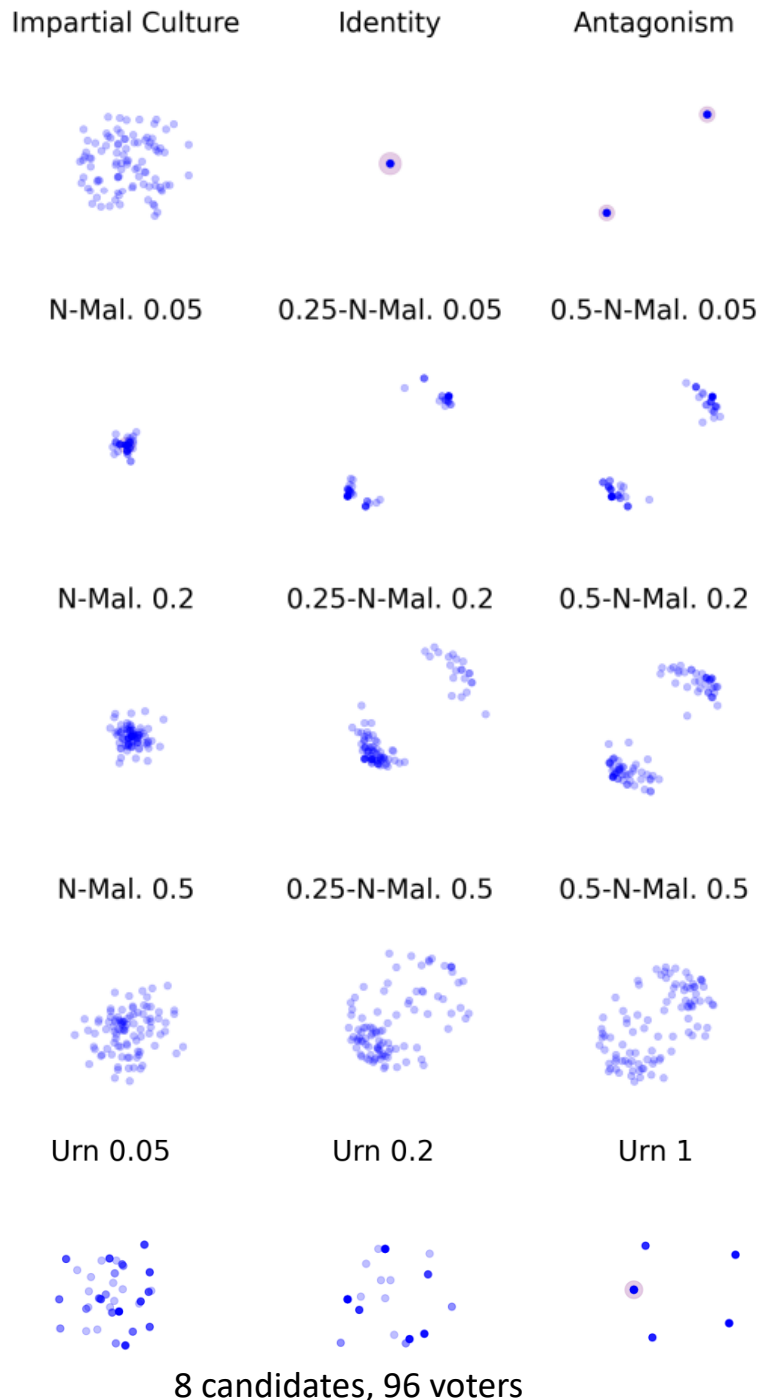 Impartial Culture Identity Antagonism
N-Mal. 0.05 0.25-N-Mal. 0.05 0.5-N-Mal. 0.05
N-Mal. 0.2 0.25-N-Mal. 0.2 0.5-N-Mal. 0.2
N-Mal. 0.5 0.25-N-Mal. 0.5 0.5-N-Mal. 0.5
Urn 0.05 Urn 0.2 Urn 1
8 candidates, 96 voters